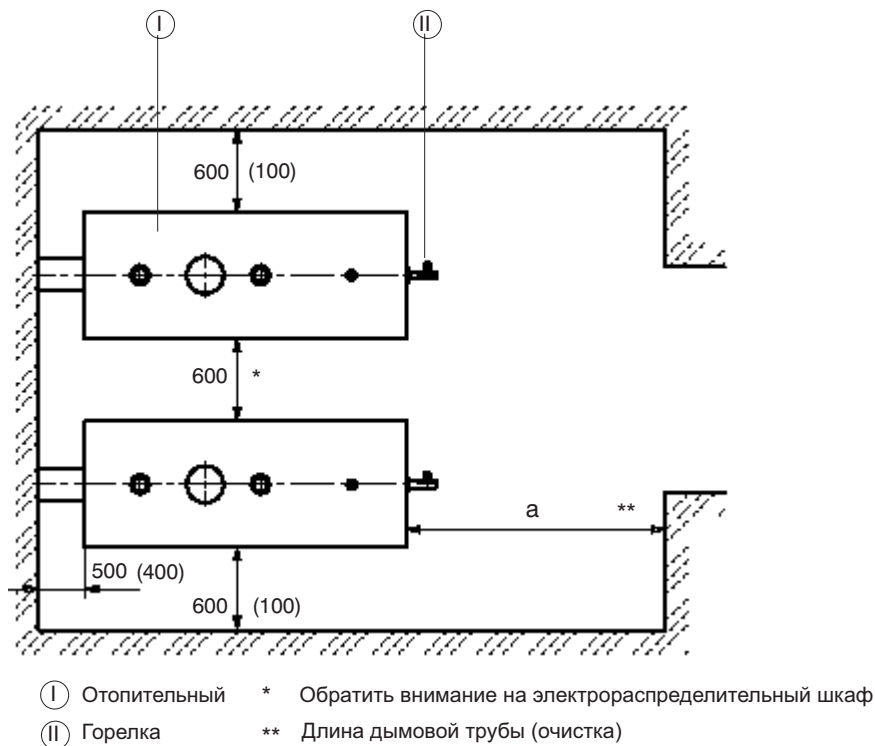 I II
600 (100)
600 *
a **
500 (400)
600 (100)
I Отопительный * Обратить внимание на электрораспределительный шкаф
II Горелка ** Длина дымовой трубы (очистка)